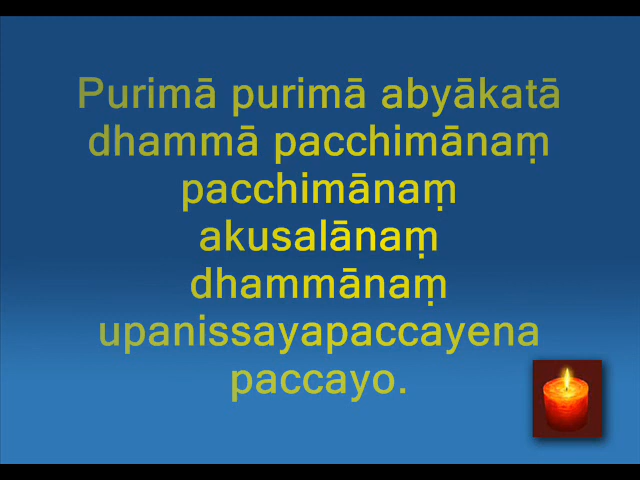 Purimā purimā abyākatā
dhammā pacchimānaṃ
pacchimānaṃ
akusalānaṃ
dhammānaṃ
upanissayapaccayena
paccayo.